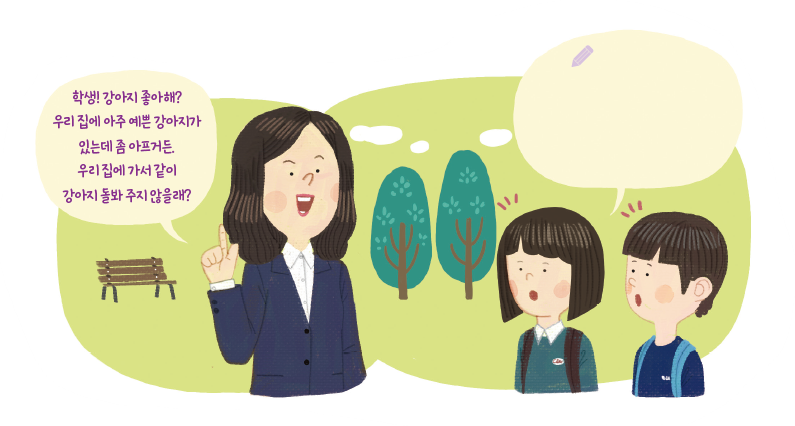 학생! 강아지 좋아해?
우리 집에 아주 예쁜 강아지가
있는데 좀 아프거든.
우리 집에 가서 같이
강아지 돌봐 주지 않을래?